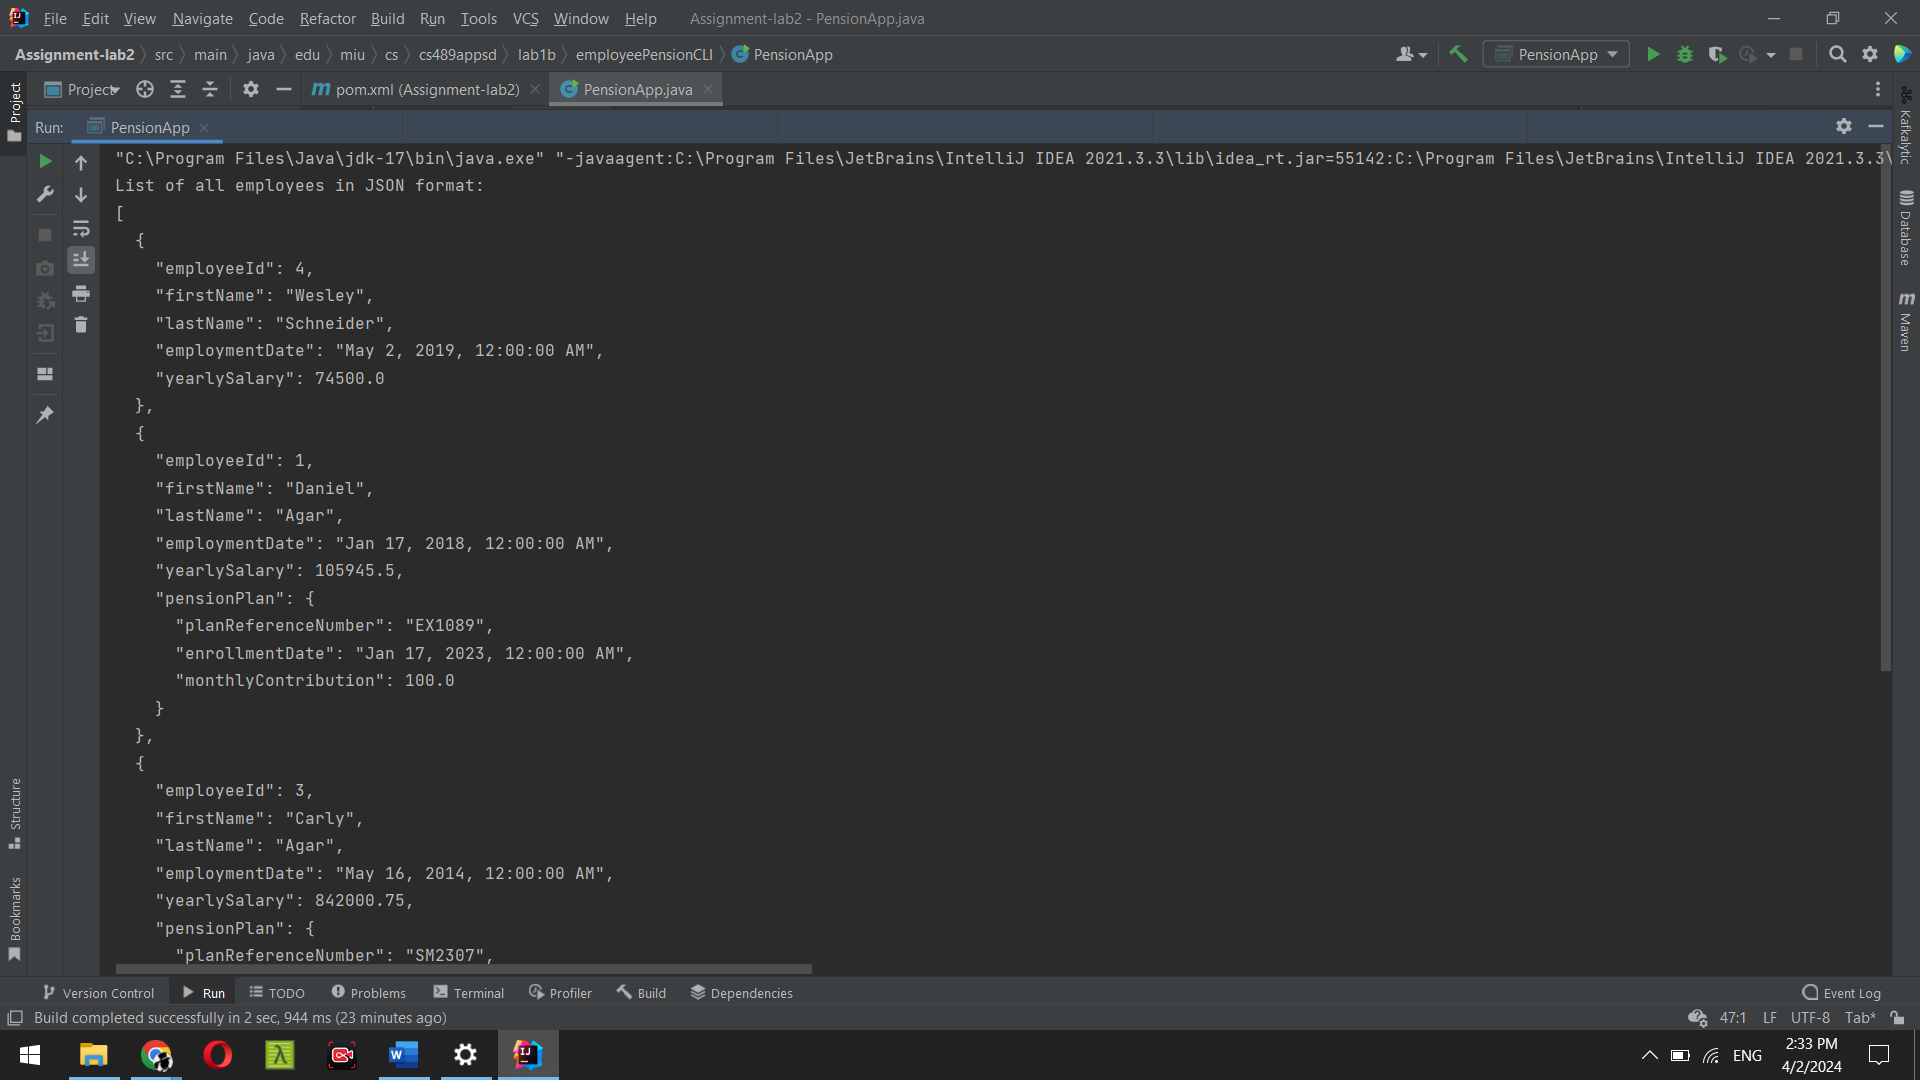 File Edit View Navigate Code Refactor Build Run Tools VCS Window Help Assignment-lab2 - PensionApp.java
Assignment-lab2 src main java edu miu cs cs489appsd lab1b employeePensionCLI PensionApp PensionApp
Project Project pom.xml (Assignment-lab2) PensionApp.java
Run: PensionApp
"C:\Program Files\Java\jdk-17\bin\java.exe" "-javaagent:C:\Program Files\JetBrains\IntelliJ IDEA 2021.3.3\lib\idea_rt.jar=55142:C:\Program Files\JetBrains\IntelliJ IDEA 2021.3.3\
List of all employees in JSON format:
[
{
"employeeId": 4,
"firstName": "Wesley",
"lastName": "Schneider",
"employmentDate": "May 2, 2019, 12:00:00 AM",
"yearlySalary": 74500.0
},
{
"employeeId": 1,
"firstName": "Daniel",
"lastName": "Agar",
"employmentDate": "Jan 17, 2018, 12:00:00 AM",
"yearlySalary": 105945.5,
"pensionPlan": {
"planReferenceNumber": "EX1089",
"enrollmentDate": "Jan 17, 2023, 12:00:00 AM",
"monthlyContribution": 100.0
}
},
{
"employeeId": 3,
"firstName": "Carly",
"lastName": "Agar",
"employmentDate": "May 16, 2014, 12:00:00 AM",
"yearlySalary": 842000.75,
"pensionPlan": {
"planReferenceNumber": "SM2307",
Kafkalytic
Database
Maven
Structure
Bookmarks
Version Control Run TODO Problems Terminal Profiler Build Dependencies Event Log
Build completed successfully in 2 sec, 944 ms (23 minutes ago) 47:1 LF UTF-8 Tab*
ENG
2:33 PM
4/2/2024